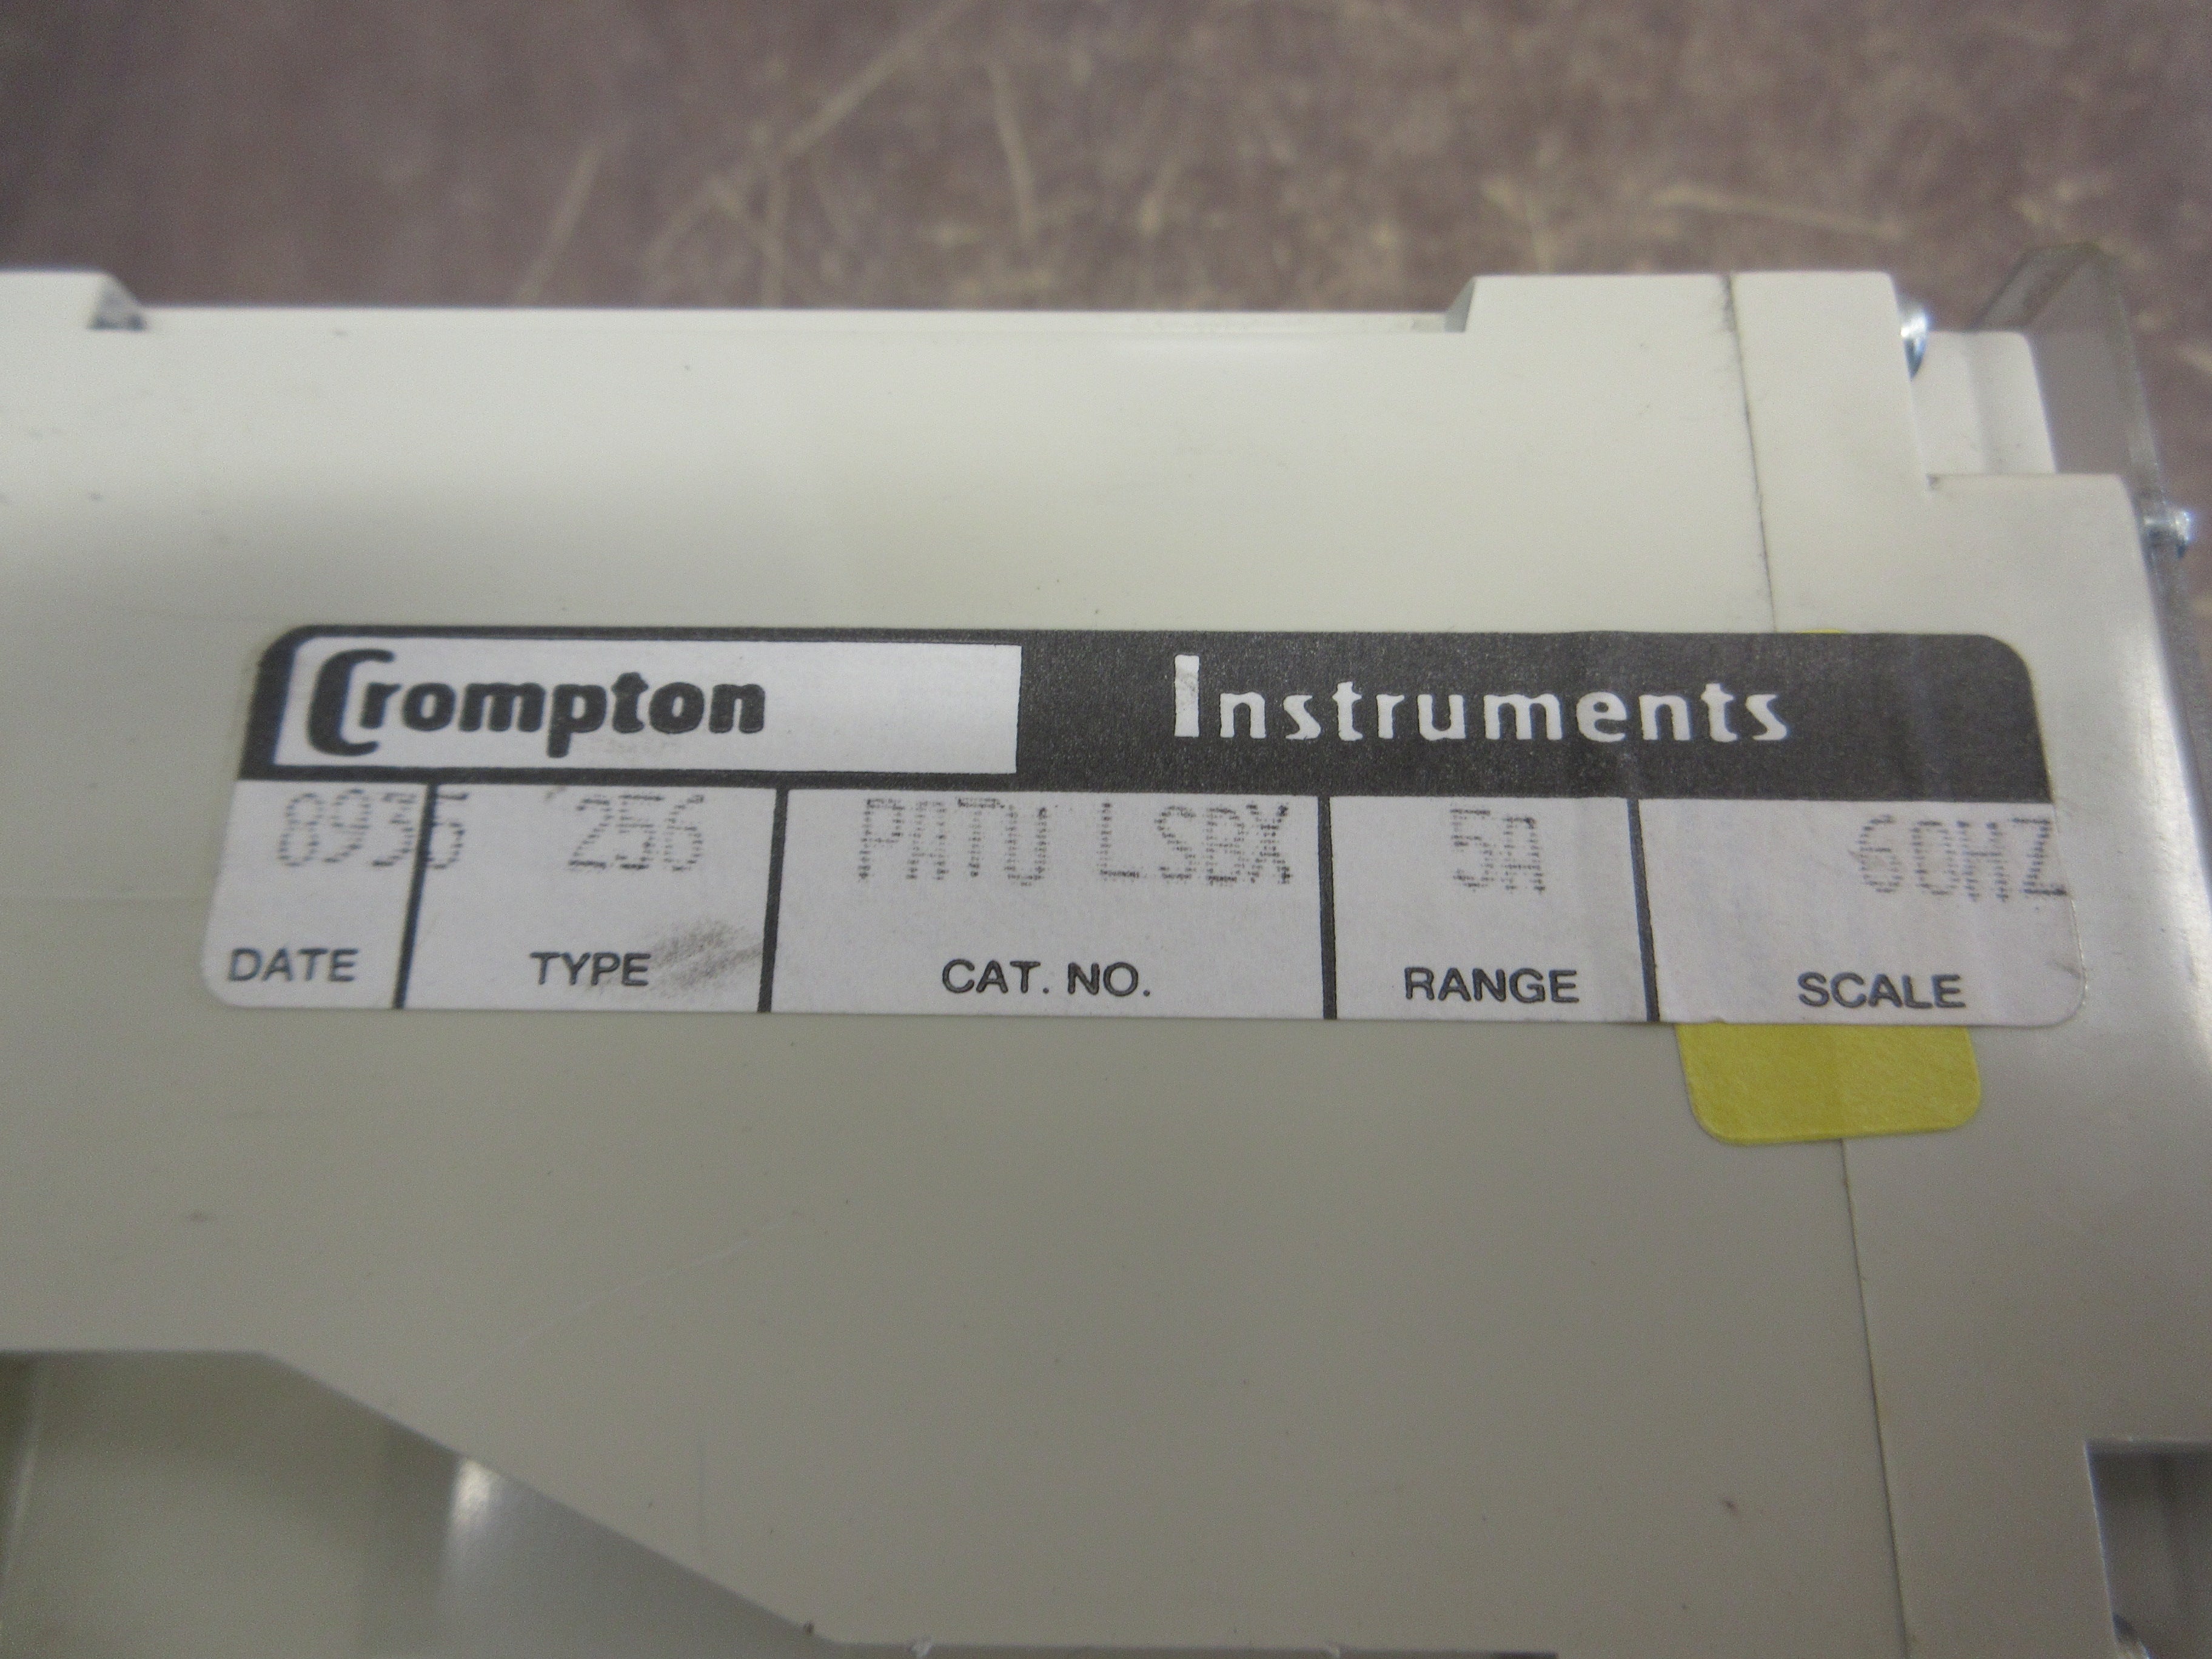 Crompton Instruments
8935 256 PATU LSBX 5A 60HZ
DATE TYPE CAT. NO. RANGE SCALE